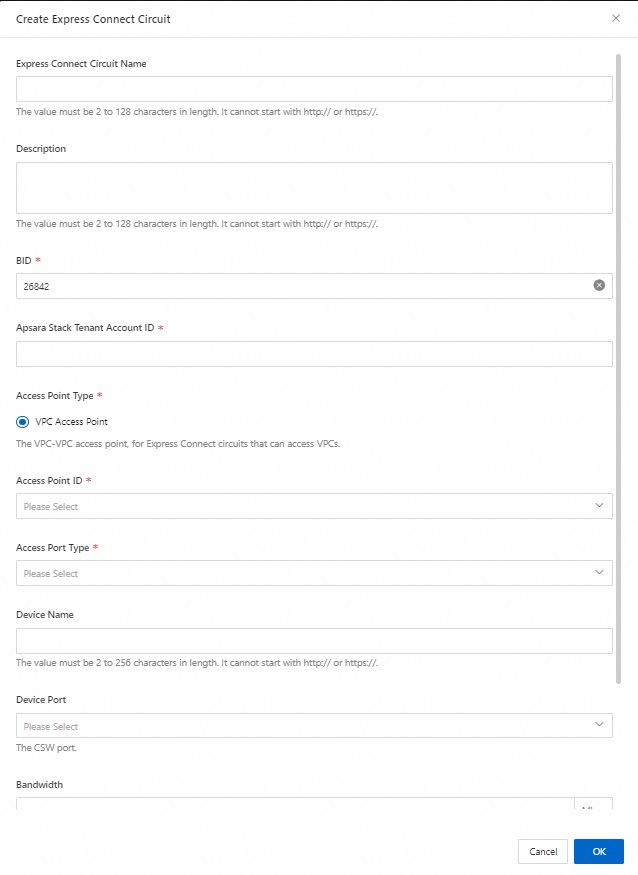 Create Express Connect Circuit
Express Connect Circuit Name
The value must be 2 to 128 characters in length. It cannot start with http:// or https://.
Description
The value must be 2 to 128 characters in length. It cannot start with http:// or https://.
BID *
26842
Apsara Stack Tenant Account ID *
Access Point Type *
VPC Access Point
The VPC-VPC access point, for Express Connect circuits that can access VPCs.
Access Point ID *
Please Select
Access Port Type *
Please Select
Device Name
The value must be 2 to 256 characters in length. It cannot start with http:// or https://.
Device Port
Please Select
The CSW port.
Bandwidth
Cancel OK